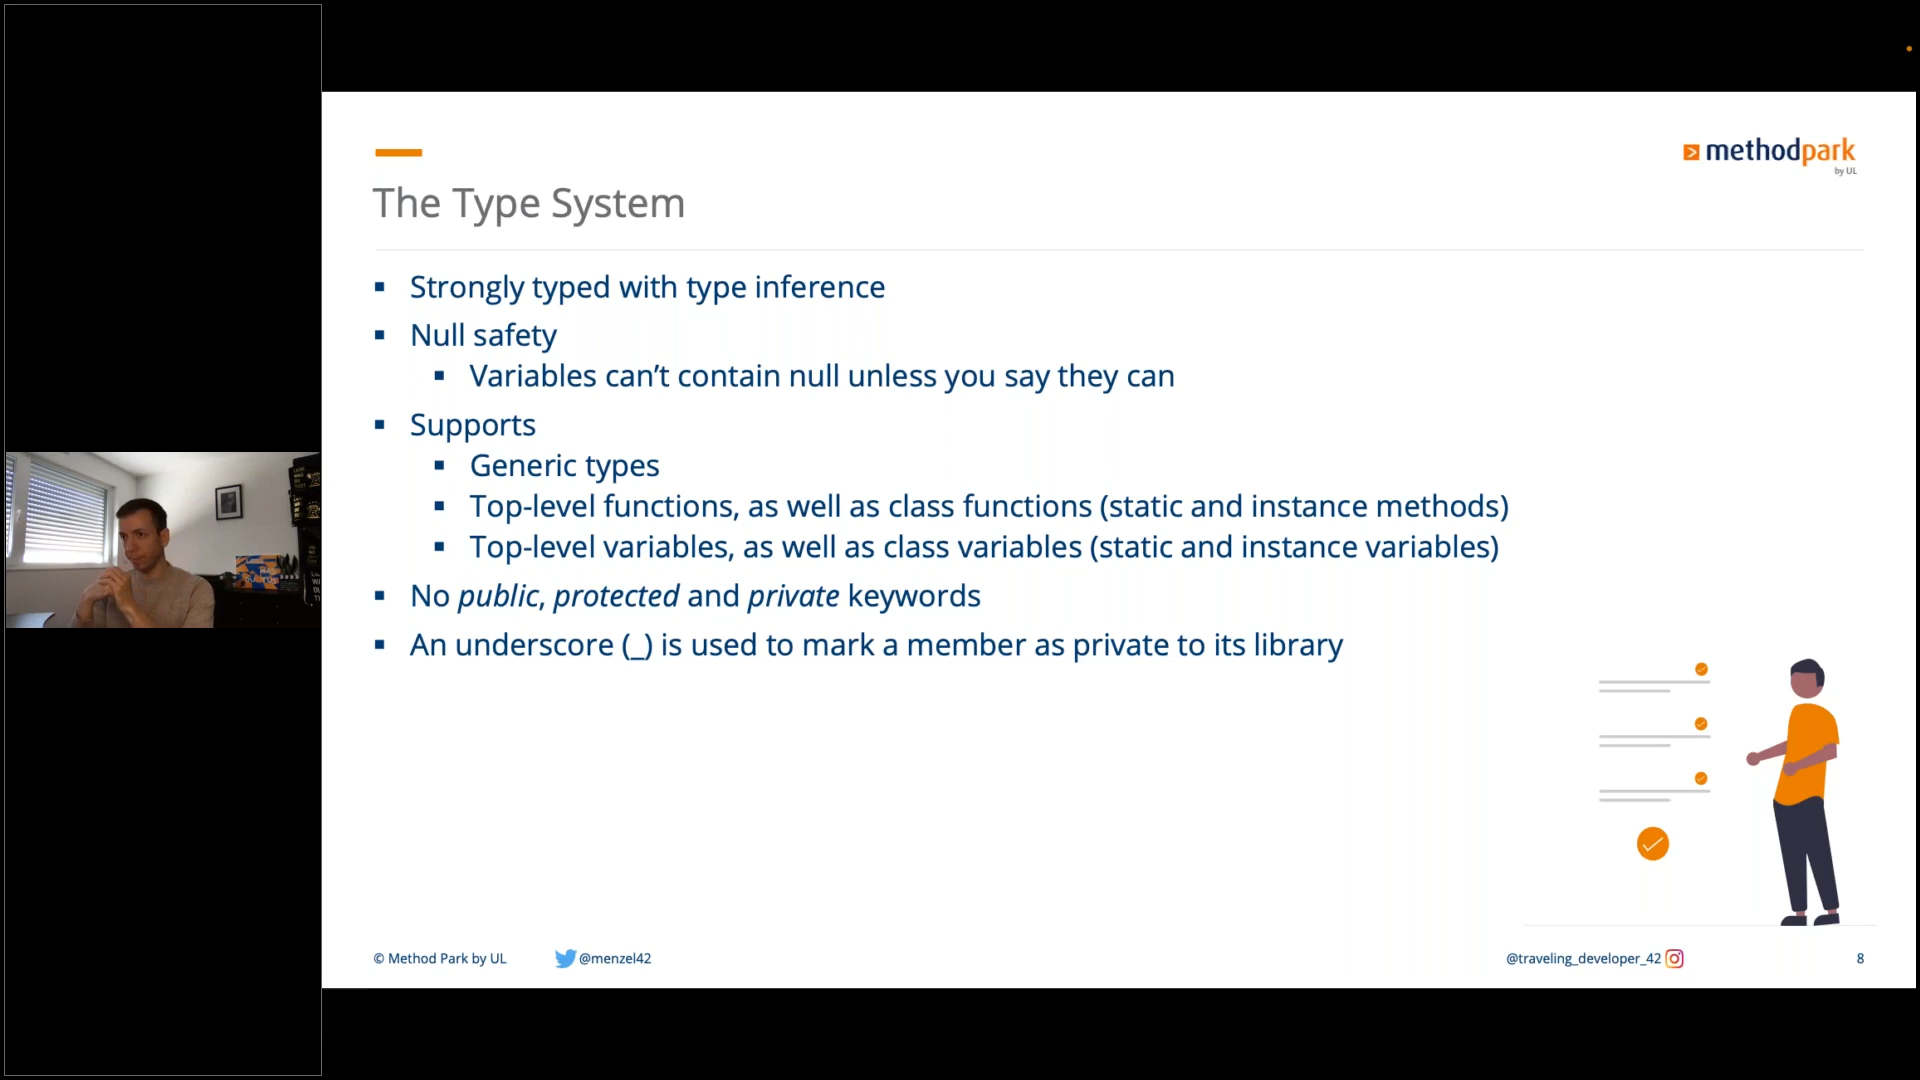 methodpark
by UL
The Type System
▪ Strongly typed with type inference
▪ Null safety
▪ Variables can’t contain null unless you say they can
▪ Supports
▪ Generic types
▪ Top-level functions, as well as class functions (static and instance methods)
▪ Top-level variables, as well as class variables (static and instance variables)
▪ No public, protected and private keywords
▪ An underscore (_) is used to mark a member as private to its library
© Method Park by UL @menzel42 @traveling_developer_42 8